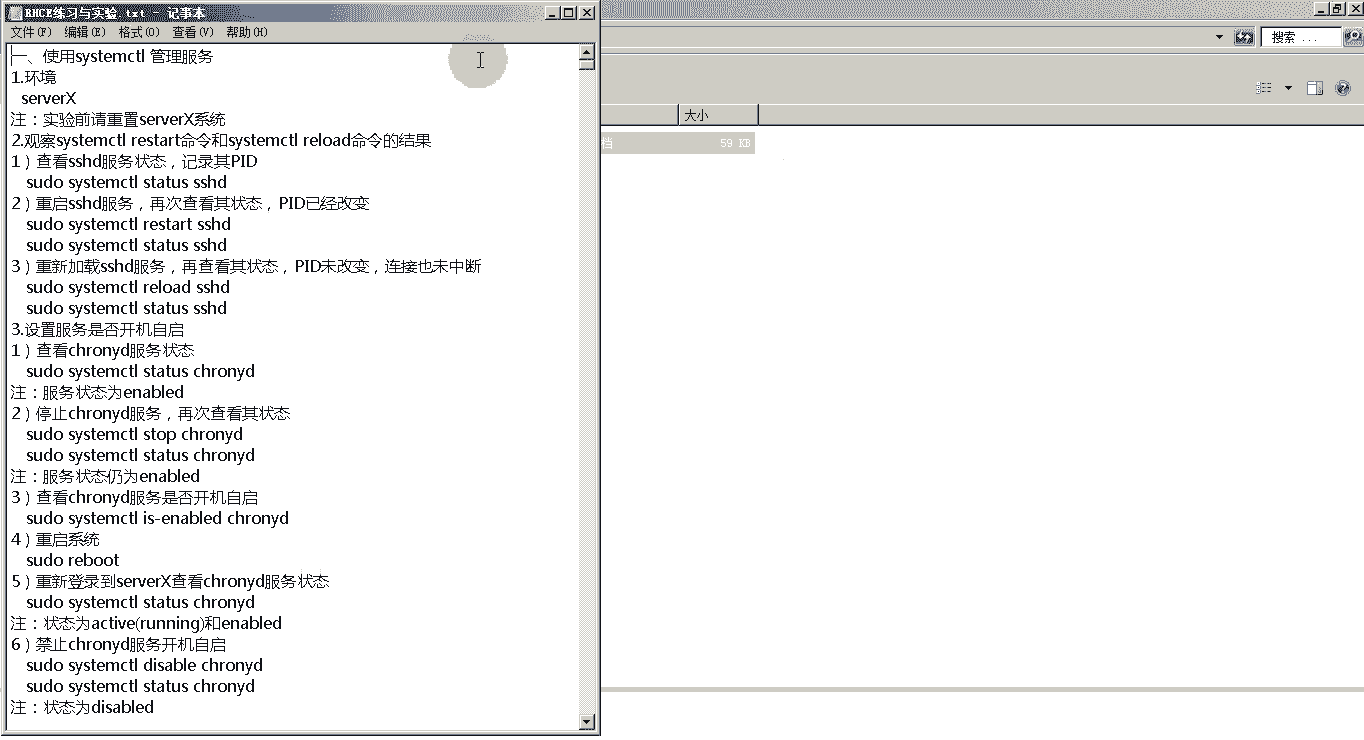 RHCE练习与实验.txt - 记事本
文件(F) 编辑(E) 格式(O) 查看(V) 帮助(H)
一、使用systemctl 管理服务
1.环境
serverX
注：实验前请重置serverX系统
2.观察systemctl restart命令和systemctl reload命令的结果
1）查看sshd服务状态，记录其PID
sudo systemctl status sshd
2）重启sshd服务，再次查看其状态，PID已经改变
sudo systemctl restart sshd
sudo systemctl status sshd
3）重新加载sshd服务，再查看其状态，PID未改变，连接也未中断
sudo systemctl reload sshd
sudo systemctl status sshd
3.设置服务是否开机自启
1）查看chronyd服务状态
sudo systemctl status chronyd
注：服务状态为enabled
2）停止chronyd服务，再次查看其状态
sudo systemctl stop chronyd
sudo systemctl status chronyd
注：服务状态仍为enabled
3）查看chronyd服务是否开机自启
sudo systemctl is-enabled chronyd
4）重启系统
sudo reboot
5）重新登录到serverX查看chronyd服务状态
sudo systemctl status chronyd
注：状态为active(running)和enabled
6）禁止chronyd服务开机自启
sudo systemctl disable chronyd
sudo systemctl status chronyd
注：状态为disabled
搜索 ...
大小
档 59 KB